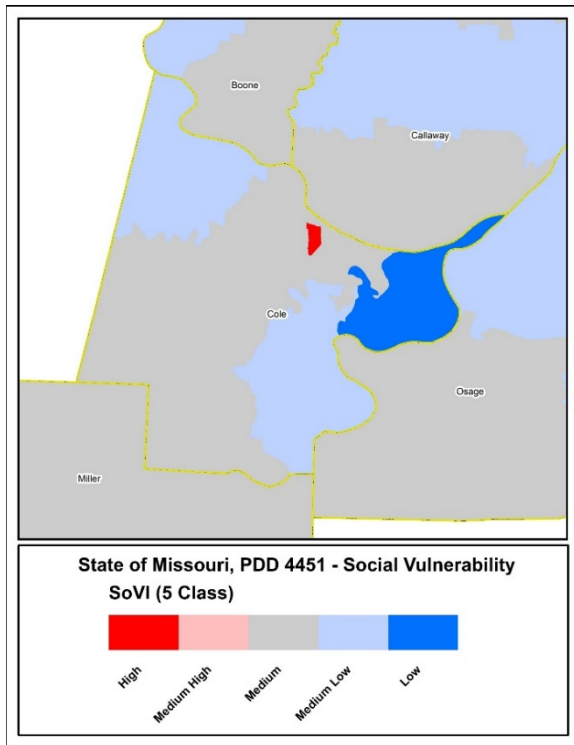 Boone
Callaway
Cole
Osage
Miller
State of Missouri, PDD 4451 - Social Vulnerability
SoVI (5 Class)
High
Medium High
Medium
Medium Low
Low